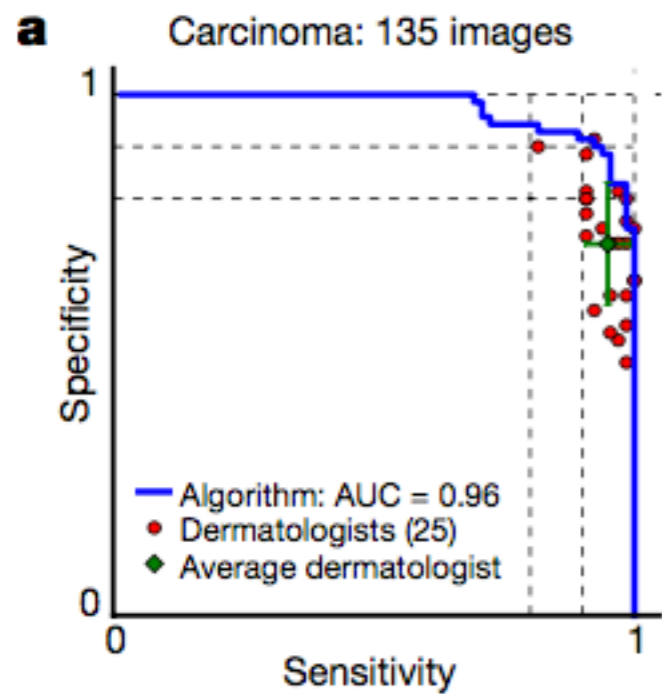 a Carcinoma: 135 images
1
Specificity
Algorithm: AUC = 0.96
Dermatologists (25)
Average dermatologist
0
0 1
Sensitivity